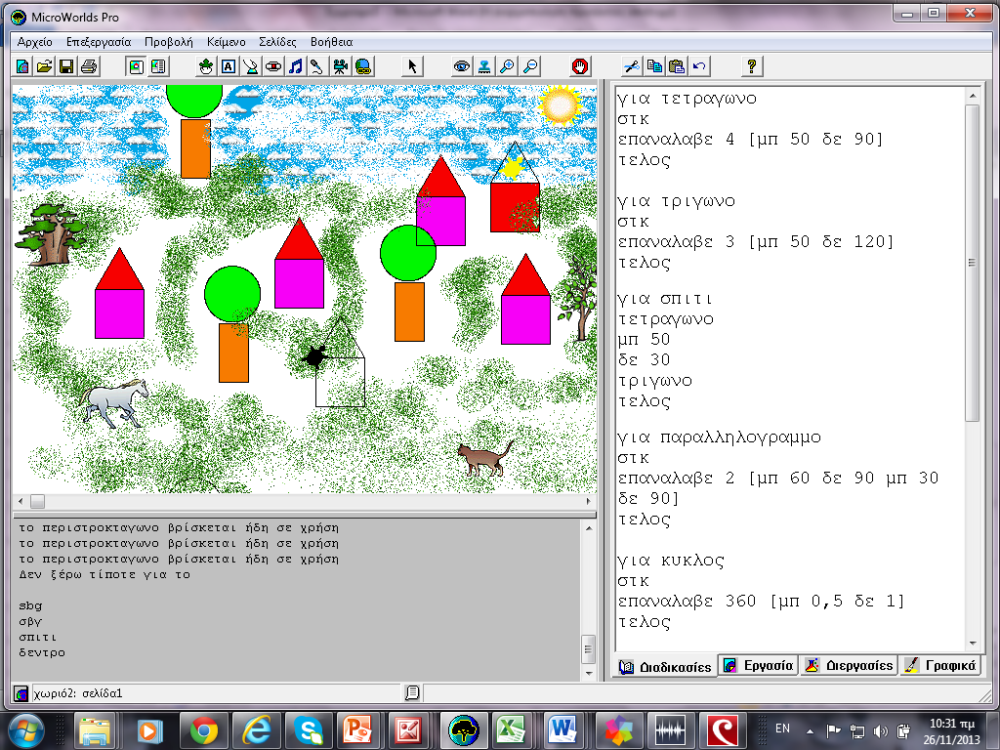 MicroWorlds Pro
Αρχείο Επεξεργασία Προβολή Κείμενο Σελίδες Βοήθεια
για τετραγωνο
στκ
επαναλαβε 4 [μπ 50 δε 90]
τελος
για τριγωνο
στκ
επαναλαβε 3 [μπ 50 δε 120]
τελος
για σπιτι
τετραγωνο
μπ 50
δε 30
τριγωνο
τελος
για παραλληλογραμμο
στκ
επαναλαβε 2 [μπ 60 δε 90 μπ 30
δε 90]
τελος
για κυκλος
στκ
επαναλαβε 360 [μπ 0,5 δε 1]
τελος
το περιστροκταγωνο βρίσκεται ήδη σε χρήση
το περιστροκταγωνο βρίσκεται ήδη σε χρήση
το περιστροκταγωνο βρίσκεται ήδη σε χρήση
Δεν ξέρω τίποτε για το
sbg
σβγ
σπιτι
δεντρο
Διαδικασίες Εργασία Διεργασίες Γραφικά
χωριό2: σελίδα1
EN
10:31 πμ
26/11/2013